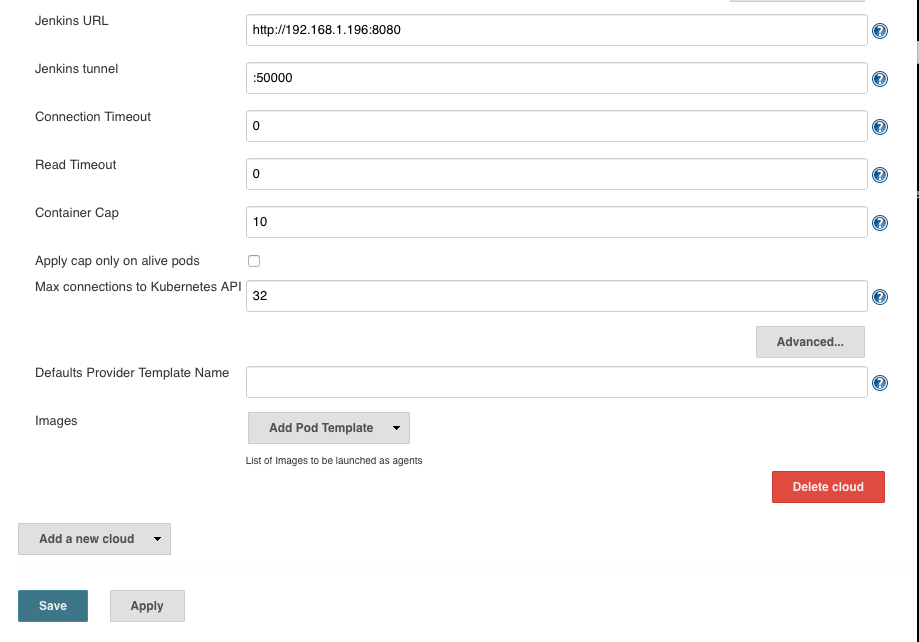 Jenkins URL
http://192.168.1.196:8080
?
Jenkins tunnel
:50000
?
Connection Timeout
0
?
Read Timeout
0
?
Container Cap
10
?
Apply cap only on alive pods
Max connections to Kubernetes API
32
?
Advanced...
Defaults Provider Template Name
?
Images
Add Pod Template
List of Images to be launched as agents
Delete cloud
Add a new cloud
Save
Apply